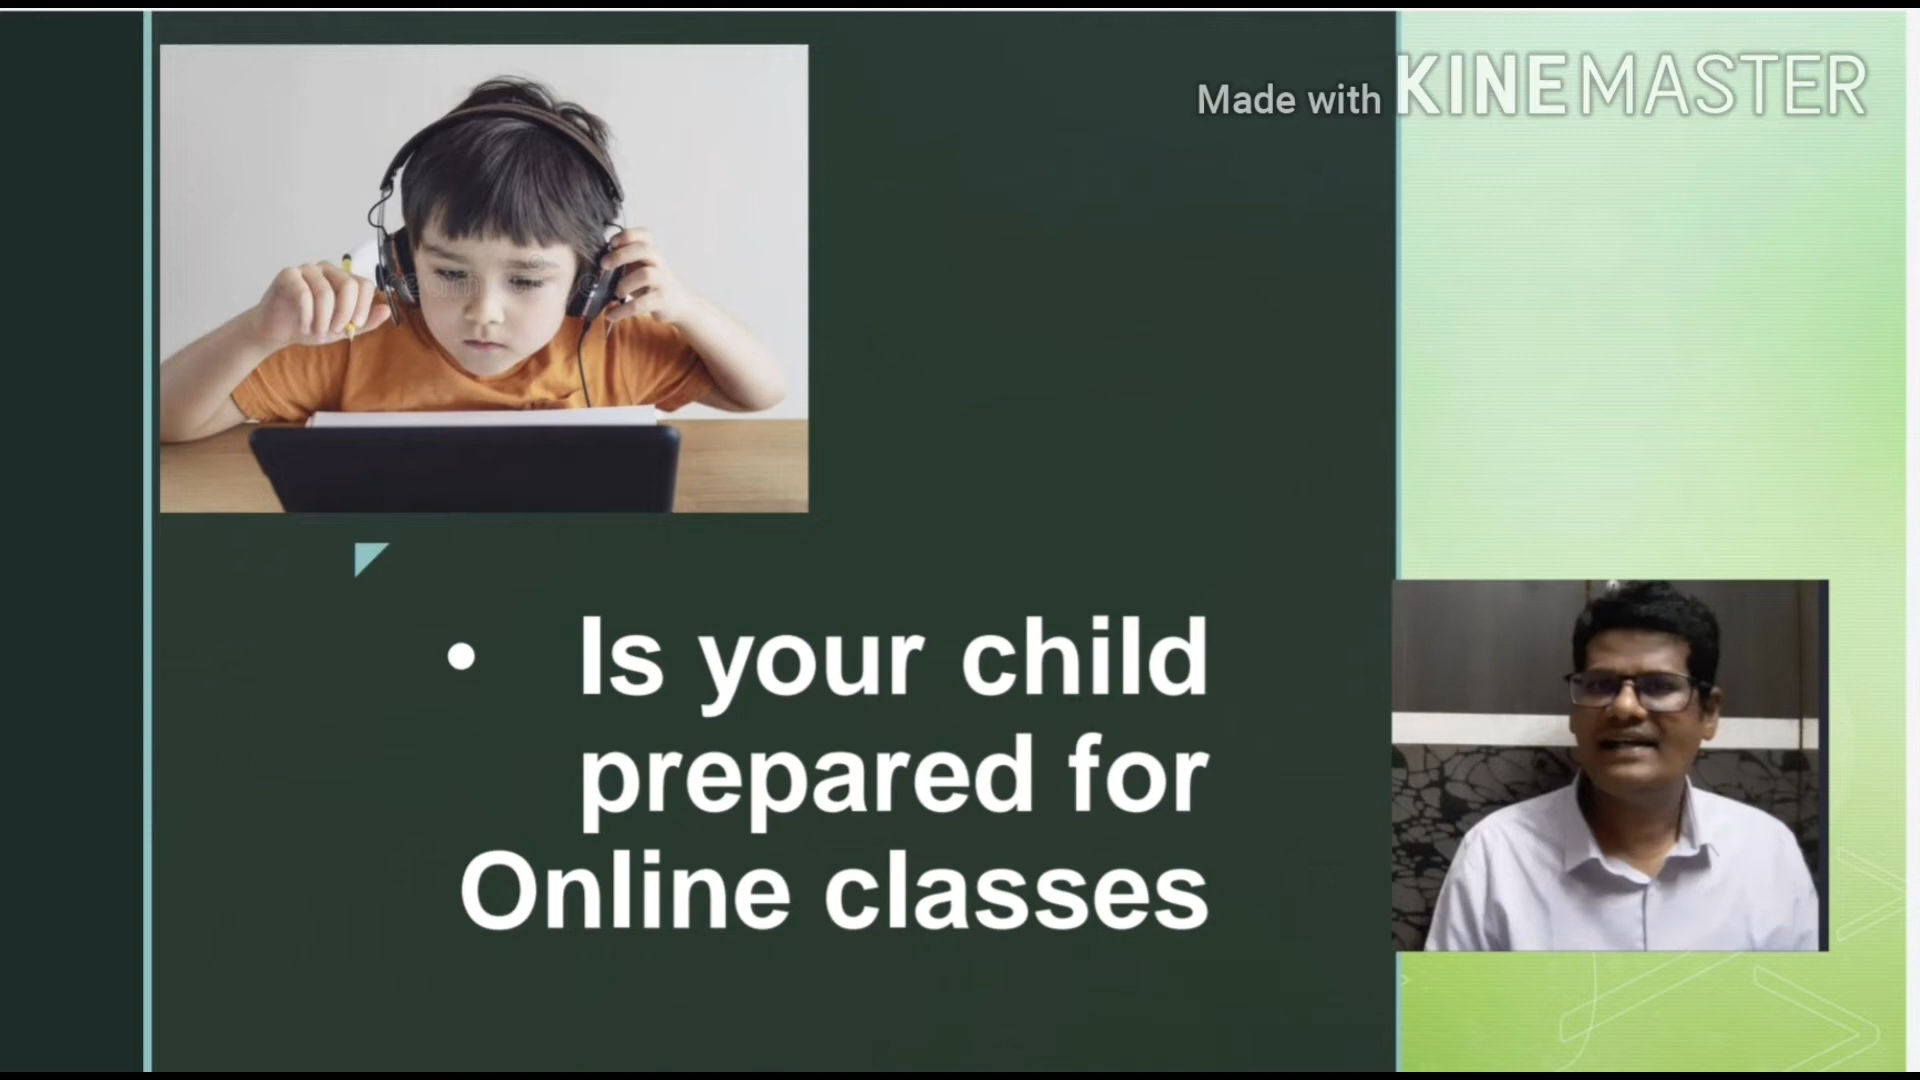 Made with KINEMASTER
• Is your child
prepared for
Online classes